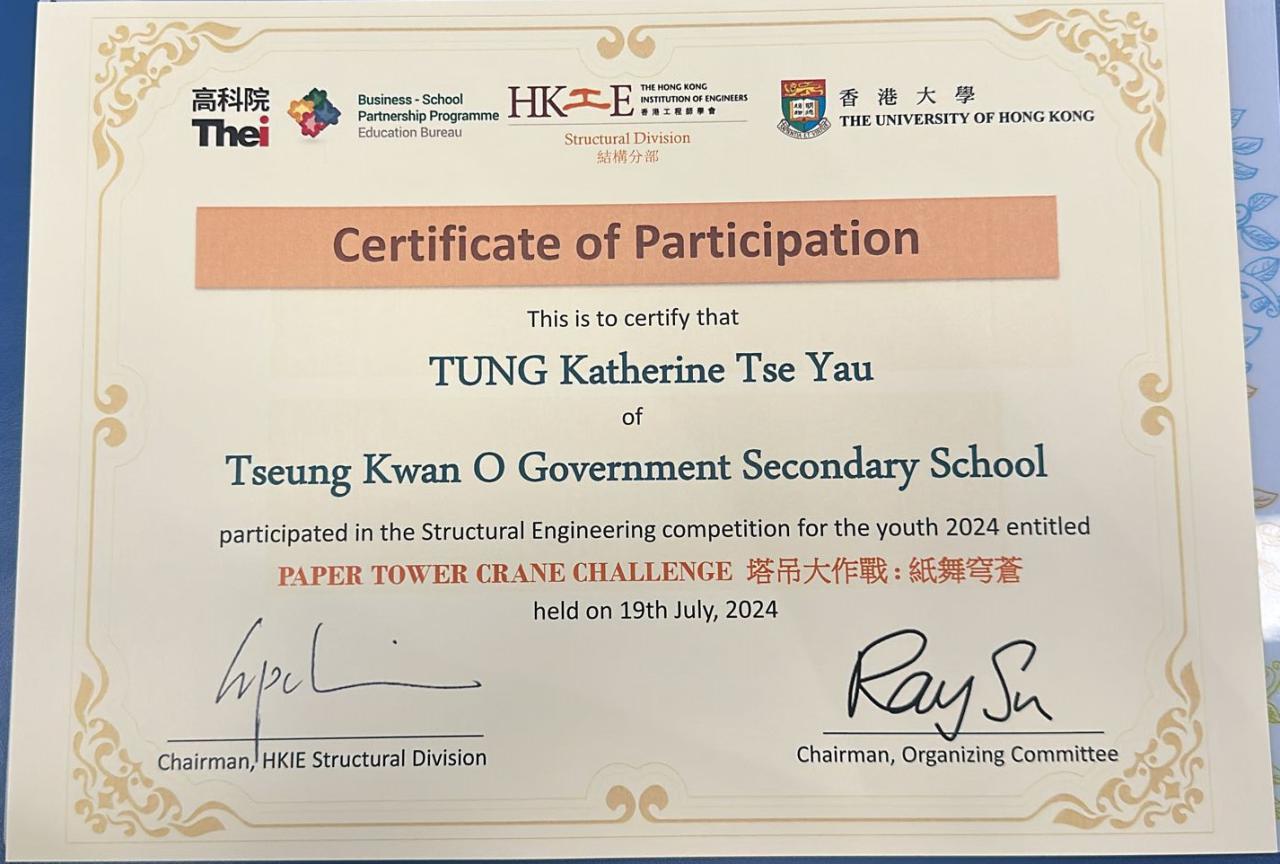 高科院
Thei
Business - School
Partnership Programme
Education Bureau
HKIE
THE HONG KONG
INSTITUTION OF ENGINEERS
香港工程師學會
Structural Division
結構分部
香港大學
THE UNIVERSITY OF HONG KONG
Certificate of Participation
This is to certify that
TUNG Katherine Tse Yau
of
Tseung Kwan O Government Secondary School
participated in the Structural Engineering competition for the youth 2024 entitled
PAPER TOWER CRANE CHALLENGE 塔吊大作戰:紙舞穹蒼
held on 19th July, 2024
Ray Su
Chairman, HKIE Structural Division
Chairman, Organizing Committee